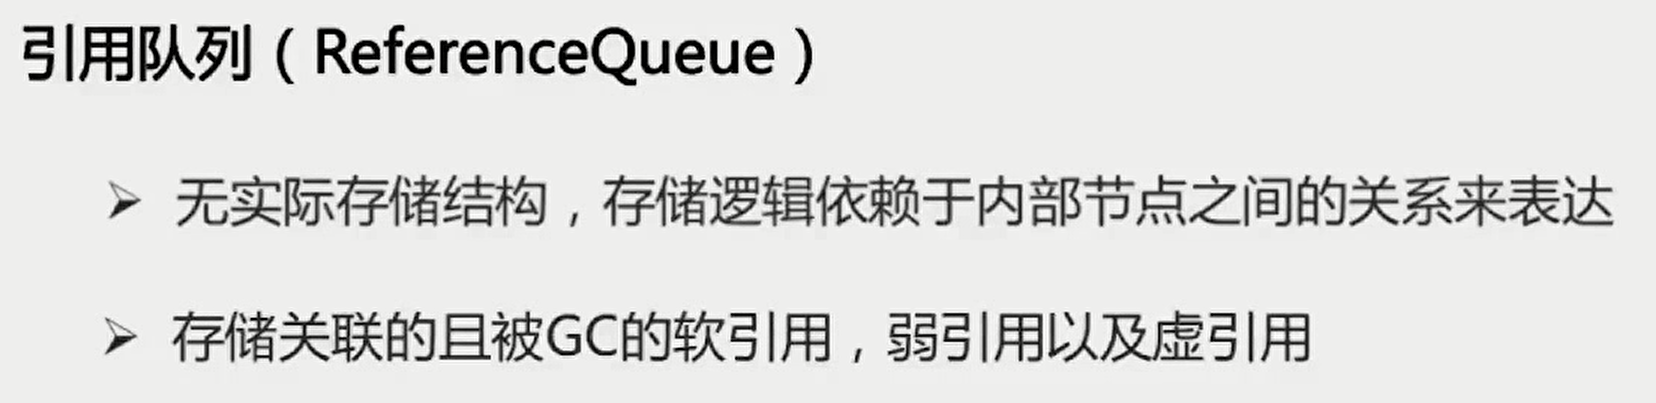 引用队列（ReferenceQueue）
➢ 无实际存储结构，存储逻辑依赖于内部节点之间的关系来表达
➢ 存储关联的且被GC的软引用，弱引用以及虚引用